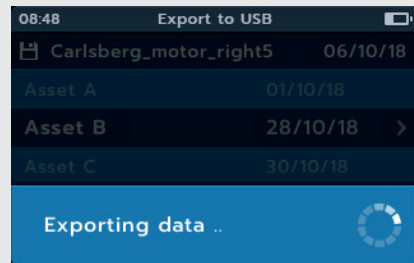 08:48 Export to USB
Carlsberg_motor_right5 06/10/18
Asset A 01/10/18
Asset B 28/10/18 >
Asset C 30/10/18
Exporting data ..